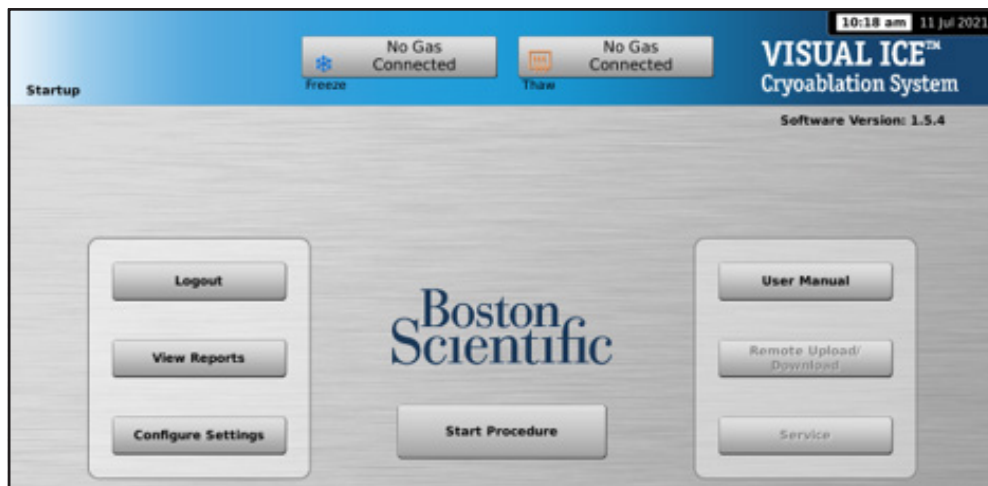 10:18 am 11 Jul 2021
No Gas
Connected
Freeze
No Gas
Connected
Thaw
VISUAL ICE™
Cryoablation System
Startup
Software Version: 1.5.4
Logout
View Reports
Configure Settings
Boston
Scientific
Start Procedure
User Manual
Remote Upload/
Download
Service